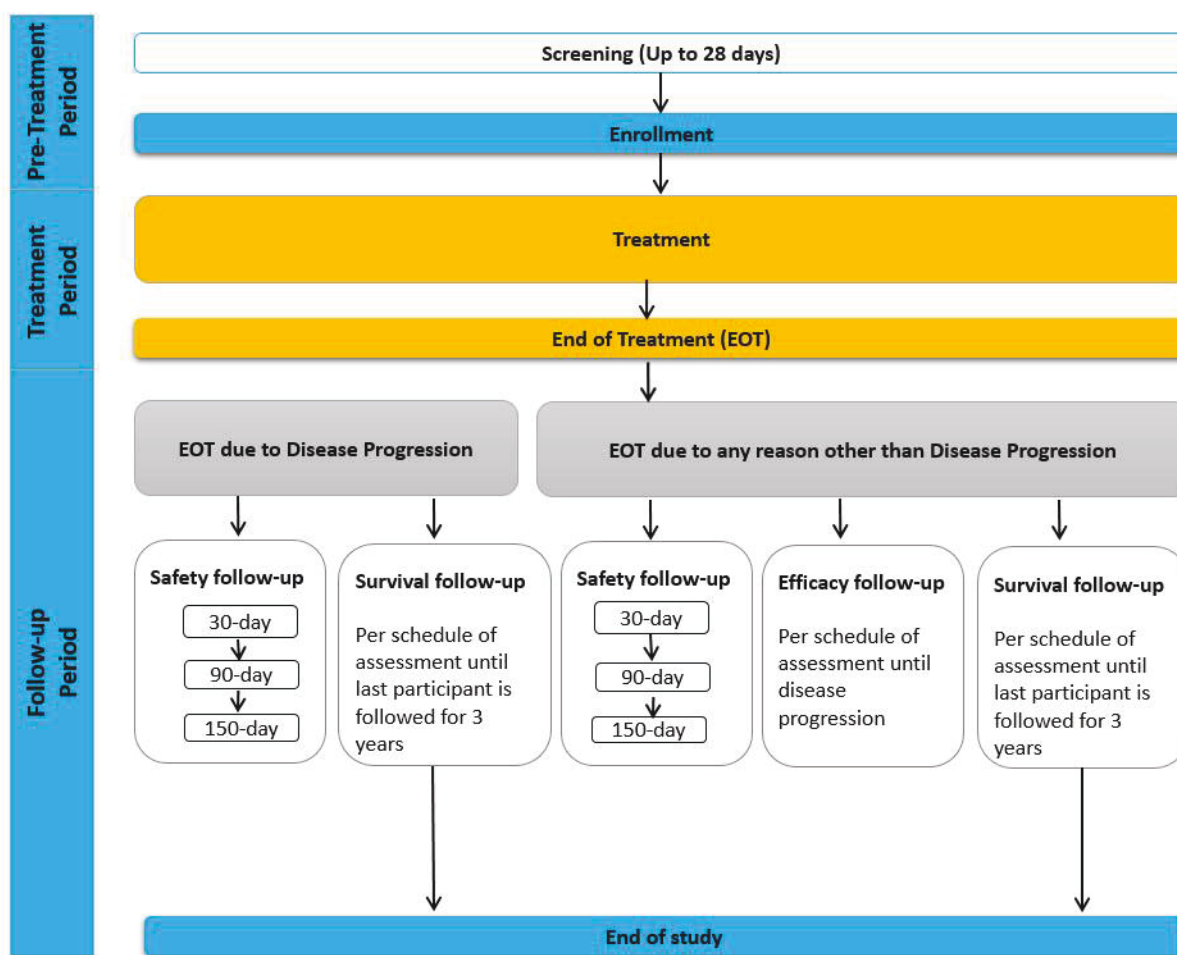 Pre-Treatment
Period
Screening (Up to 28 days)
Enrollment
Treatment
Period
Treatment
End of Treatment (EOT)
Follow-up
Period
EOT due to Disease Progression
EOT due to any reason other than Disease Progression
Safety follow-up
30-day
90-day
150-day
Survival follow-up
Per schedule of
assessment until
last participant is
followed for 3
years
Safety follow-up
30-day
90-day
150-day
Efficacy follow-up
Per schedule of
assessment until
disease
progression
Survival follow-up
Per schedule of
assessment until
last participant is
followed for 3
years
End of study